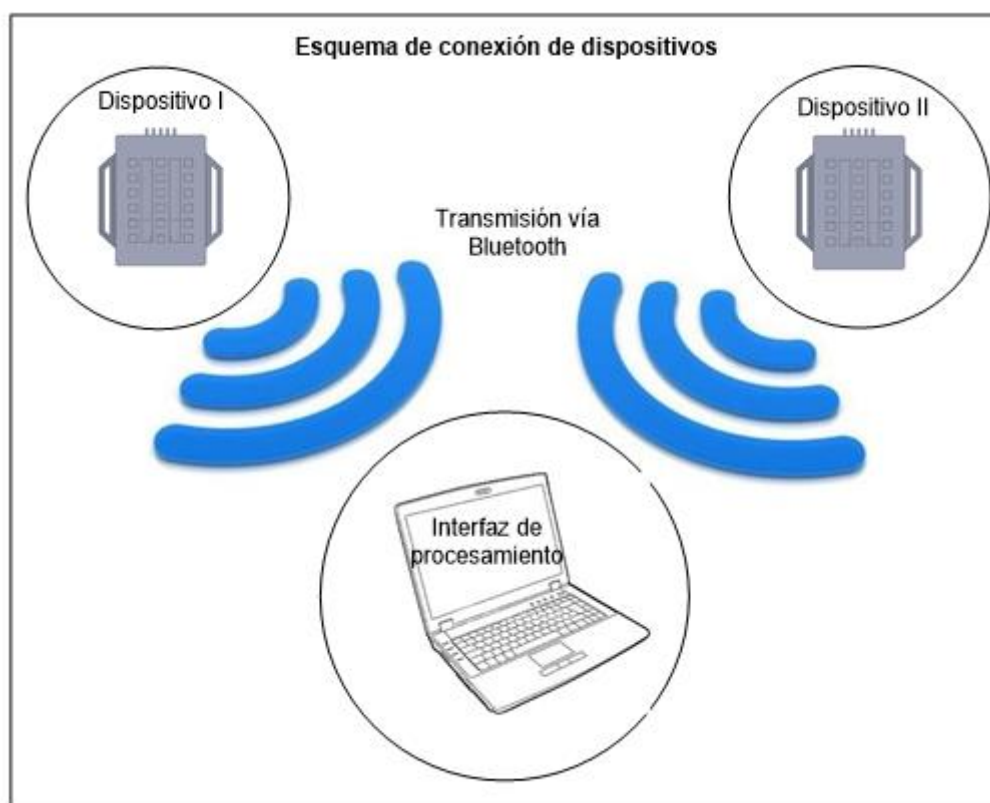 Esquema de conexión de dispositivos
Dispositivo I
Dispositivo II
Transmisión vía
Bluetooth
Interfaz de
procesamiento